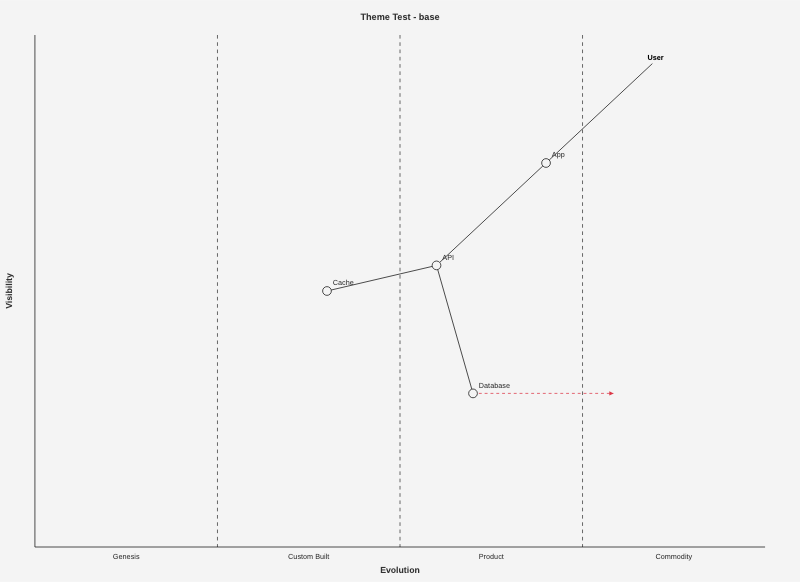 Theme Test - base
User
App
API
Cache
Database
Visibility
Genesis
Custom Built
Product
Commodity
Evolution